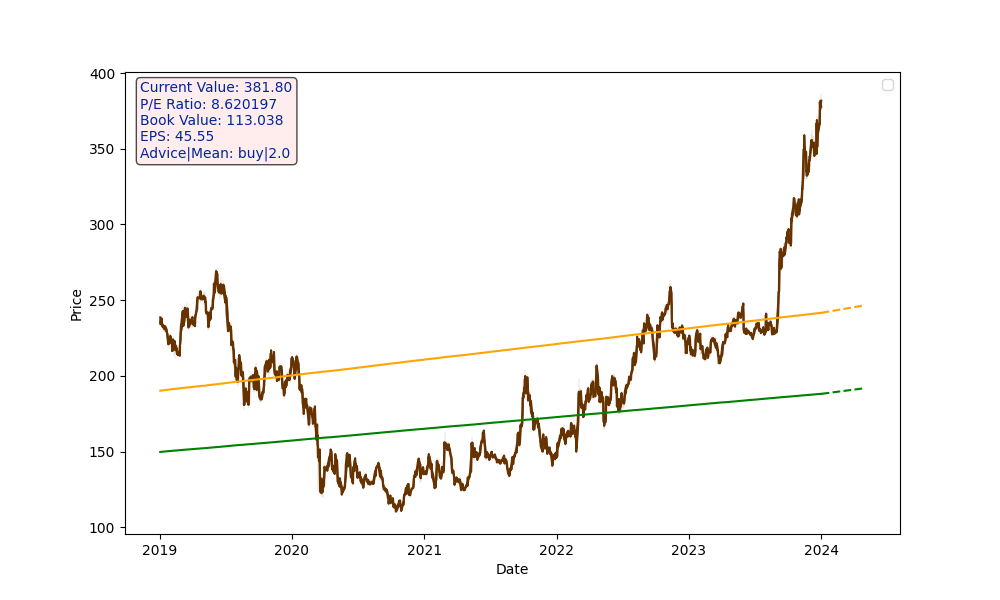 Current Value: 381.80
P/E Ratio: 8.620197
Book Value: 113.038
EPS: 45.55
Advice|Mean: buy|2.0
Price
400
350
300
250
200
150
100
2019 2020 2021 2022 2023 2024
Date